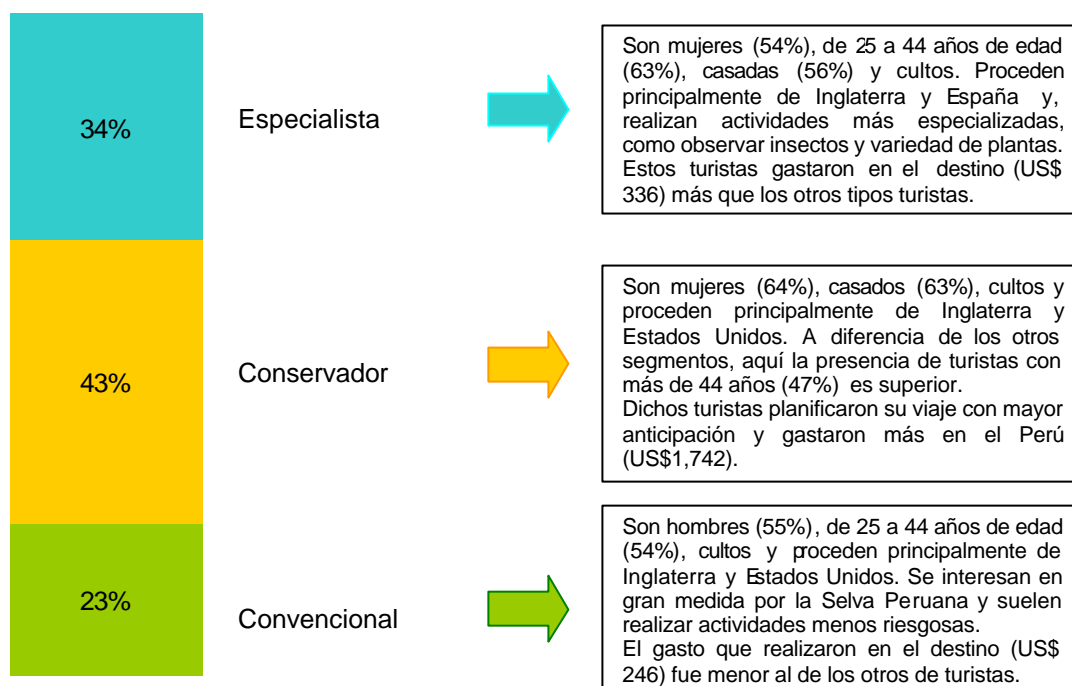 34%
Especialista
Son mujeres (54%), de 25 a 44 años de edad
(63%), casadas (56%) y cultos. Proceden
principalmente de Inglaterra y España y,
realizan actividades más especializadas,
como observar insectos y variedad de plantas.
Estos turistas gastaron en el destino (US$
336) más que los otros tipos turistas.
43%
Conservador
Son mujeres (64%), casados (63%), cultos y
proceden principalmente de Inglaterra y
Estados Unidos. A diferencia de los otros
segmentos, aquí la presencia de turistas con
más de 44 años (47%) es superior.
Dichos turistas planificaron su viaje con mayor
anticipación y gastaron más en el Perú
(US$1,742).
23%
Convencional
Son hombres (55%), de 25 a 44 años de edad
(54%), cultos y proceden principalmente de
Inglaterra y Estados Unidos. Se interesan en
gran medida por la Selva Peruana y suelen
realizar actividades menos riesgosas.
El gasto que realizaron en el destino (US$
246) fue menor al de los otros de turistas.